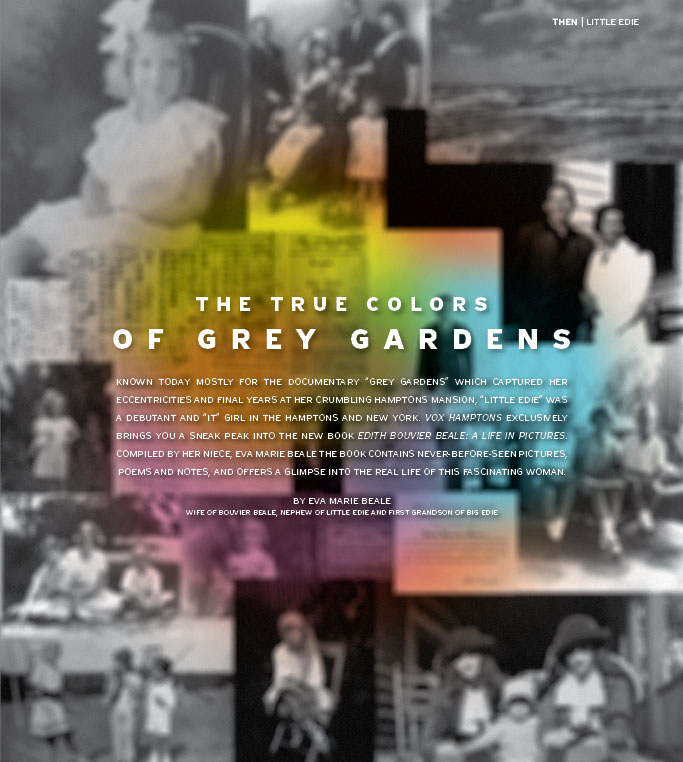 THEN | LITTLE EDIE
THE TRUE COLORS
OF GREY GARDENS
KNOWN TODAY MOSTLY FOR THE DOCUMENTARY "GREY GARDENS" WHICH CAPTURED HER
ECCENTRICITIES AND FINAL YEARS AT HER CRUMBLING HAMPTONS MANSION, "LITTLE EDIE" WAS
A DEBUTANT AND "IT" GIRL IN THE HAMPTONS AND NEW YORK. VOX HAMPTONS EXCLUSIVELY
BRINGS YOU A SNEAK PEAK INTO THE NEW BOOK EDITH BOUVIER BEALE: A LIFE IN PICTURES.
COMPILED BY HER NIECE, EVA MARIE BEALE THE BOOK CONTAINS NEVER-BEFORE-SEEN PICTURES,
POEMS AND NOTES, AND OFFERS A GLIMPSE INTO THE REAL LIFE OF THIS FASCINATING WOMAN.
BY EVA MARIE BEALE
WIFE OF BOUVIER BEALE, NEPHEW OF LITTLE EDIE AND FIRST GRANDSON OF BIG EDIE